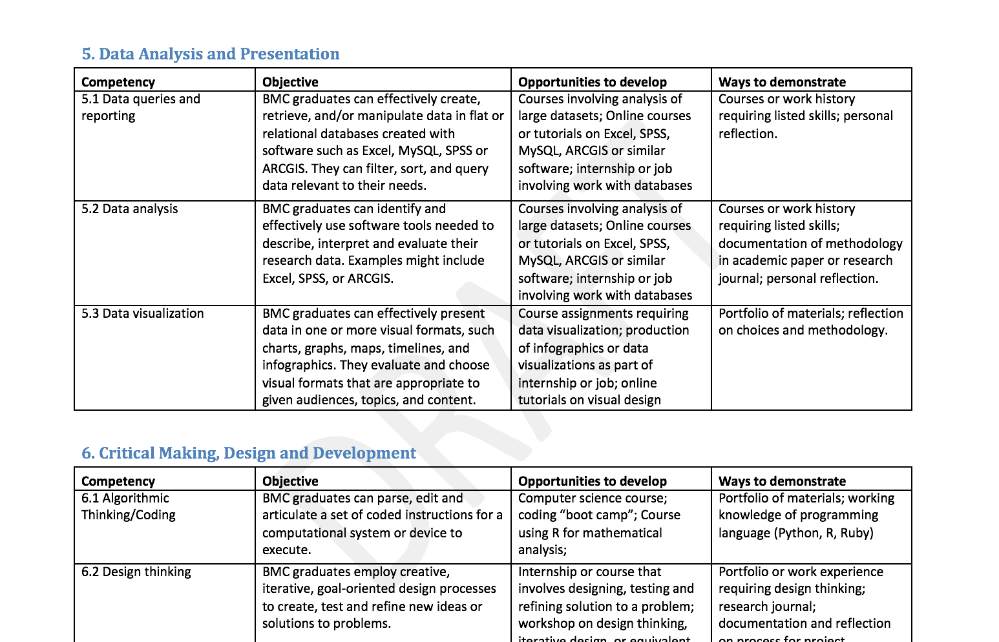 5. Data Analysis and Presentation
Competency
Objective
Opportunities to develop
Ways to demonstrate
5.1 Data queries and
reporting
BMC graduates can effectively create,
retrieve, and/or manipulate data in flat or
relational databases created with
software such as Excel, MySQL, SPSS or
ARCGIS. They can filter, sort, and query
data relevant to their needs.
Courses involving analysis of
large datasets; Online courses
or tutorials on Excel, SPSS,
MySQL, ARCGIS or similar
software; internship or job
involving work with databases
Courses or work history
requiring listed skills; personal
reflection.
5.2 Data analysis
BMC graduates can identify and
effectively use software tools needed to
describe, interpret and evaluate their
research data. Examples might include
Excel, SPSS, or ARCGIS.
Courses involving analysis of
large datasets; Online courses
or tutorials on Excel, SPSS,
MySQL, ARCGIS or similar
software; internship or job
involving work with databases
Courses or work history
requiring listed skills;
documentation of methodology
in academic paper or research
journal; personal reflection.
5.3 Data visualization
BMC graduates can effectively present
data in one or more visual formats, such
charts, graphs, maps, timelines, and
infographics. They evaluate and choose
visual formats that are appropriate to
given audiences, topics, and content.
Course assignments requiring
data visualization; production
of infographics or data
visualizations as part of
internship or job; online
tutorials on visual design
Portfolio of materials; reflection
on choices and methodology.
DRAFT
6. Critical Making, Design and Development
Competency
Objective
Opportunities to develop
Ways to demonstrate
6.1 Algorithmic
Thinking/Coding
BMC graduates can parse, edit and
articulate a set of coded instructions for a
computational system or device to
execute.
Computer science course;
coding “boot camp”; Course
using R for mathematical
analysis;
Portfolio of materials; working
knowledge of programming
language (Python, R, Ruby)
6.2 Design thinking
BMC graduates employ creative,
iterative, goal-oriented design processes
to create, test and refine new ideas or
solutions to problems.
Internship or course that
involves designing, testing and
refining solution to a problem;
workshop on design thinking,
iterative design, or equivalent
Portfolio or work experience
requiring design thinking;
research journal;
documentation and reflection
on process for project